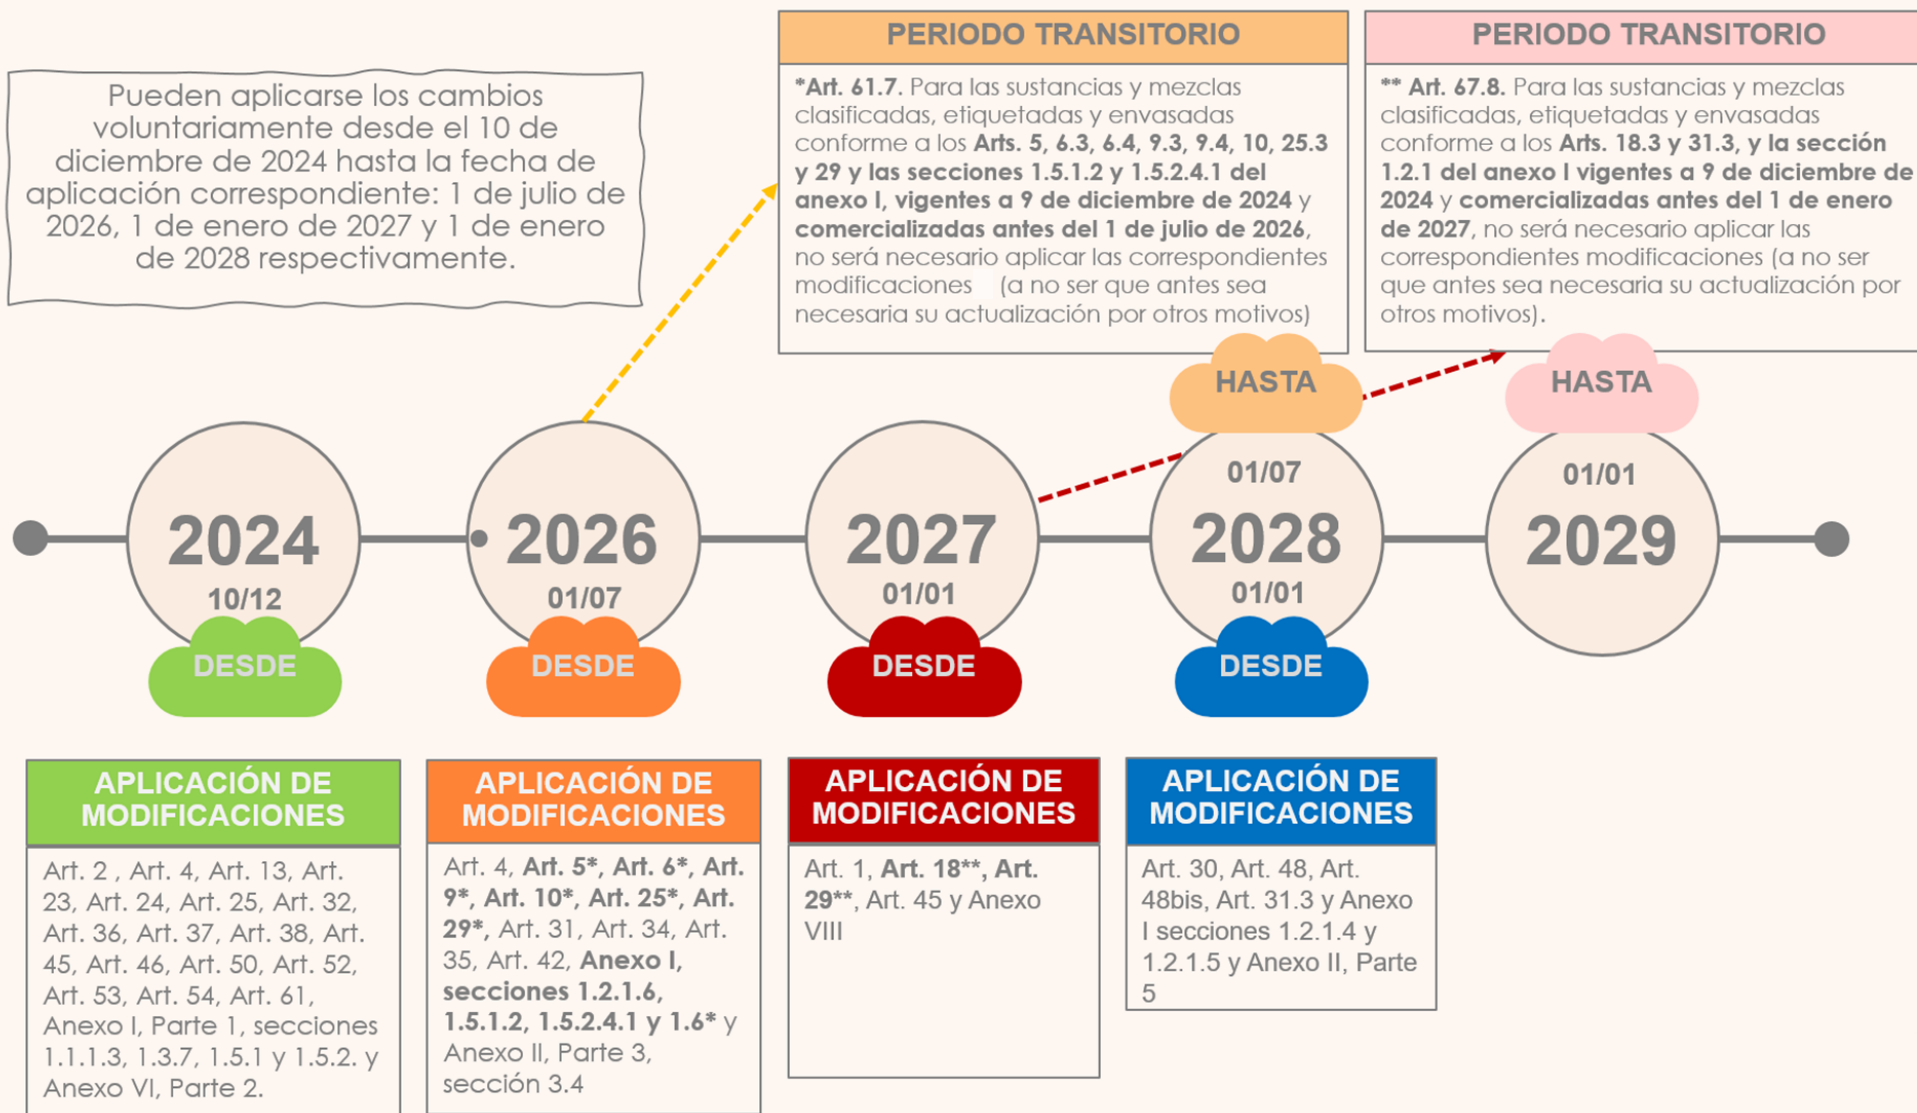 Pueden aplicarse los cambios
voluntariamente desde el 10 de
diciembre de 2024 hasta la fecha de
aplicación correspondiente: 1 de julio de
2026, 1 de enero de 2027 y 1 de enero
de 2028 respectivamente.
PERIODO TRANSITORIO
*Art. 61.7. Para las sustancias y mezclas
clasificadas, etiquetadas y envasadas
conforme a los Arts. 5, 6.3, 6.4, 9.3, 9.4, 10, 25.3
y 29 y las secciones 1.5.1.2 y 1.5.2.4.1 del
anexo I, vigentes a 9 de diciembre de 2024 y
comercializadas antes del 1 de julio de 2026,
no será necesario aplicar las correspondientes
modificaciones (a no ser que antes sea
necesaria su actualización por otros motivos)
PERIODO TRANSITORIO
** Art. 67.8. Para las sustancias y mezclas
clasificadas, etiquetadas y envasadas
conforme a los Arts. 18.3 y 31.3, y la sección
1.2.1 del anexo I vigentes a 9 de diciembre de
2024 y comercializadas antes del 1 de enero
de 2027, no será necesario aplicar las
correspondientes modificaciones (a no ser
que antes sea necesaria su actualización por
otros motivos).
HASTA
HASTA
2024
10/12
DESDE
2026
01/07
DESDE
2027
01/01
DESDE
01/07
2028
01/01
DESDE
01/01
2029
APLICACIÓN DE
MODIFICACIONES
Art. 2 , Art. 4, Art. 13, Art.
23, Art. 24, Art. 25, Art. 32,
Art. 36, Art. 37, Art. 38, Art.
45, Art. 46, Art. 50, Art. 52,
Art. 53, Art. 54, Art. 61,
Anexo I, Parte 1, secciones
1.1.1.3, 1.3.7, 1.5.1 y 1.5.2. y
Anexo VI, Parte 2.
APLICACIÓN DE
MODIFICACIONES
Art. 4, Art. 5*, Art. 6*, Art.
9*, Art. 10*, Art. 25*, Art.
29*, Art. 31, Art. 34, Art.
35, Art. 42, Anexo I,
secciones 1.2.1.6,
1.5.1.2, 1.5.2.4.1 y 1.6* y
Anexo II, Parte 3,
sección 3.4
APLICACIÓN DE
MODIFICACIONES
Art. 1, Art. 18**, Art.
29**, Art. 45 y Anexo
VIII
APLICACIÓN DE
MODIFICACIONES
Art. 30, Art. 48, Art.
48bis, Art. 31.3 y Anexo
I secciones 1.2.1.4 y
1.2.1.5 y Anexo II, Parte
5